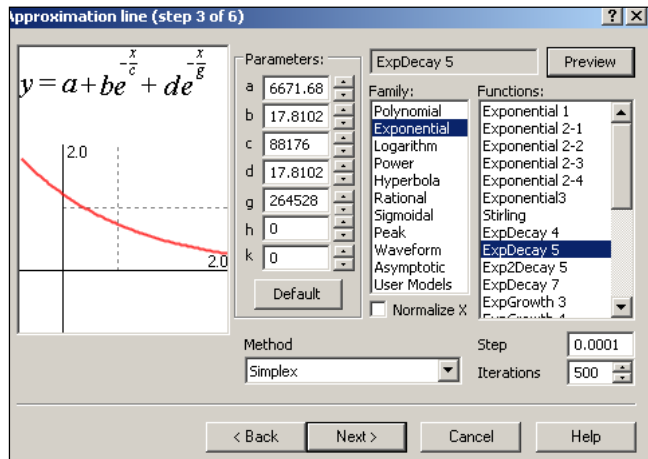 Approximation line (step 3 of 6)
y = a + be^{-x/c} + de^{-x/g}
2.0
2.0
Parameters:
a 6671.68
b 17.8102
c 88176
d 17.8102
g 264528
h 0
k 0
Default
ExpDecay 5
Preview
Family:
Polynomial
Exponential
Logarithm
Power
Hyperbola
Rational
Sigmoidal
Peak
Waveform
Asymptotic
User Models
Normalize X
Functions:
Exponential 1
Exponential 2-1
Exponential 2-2
Exponential 2-3
Exponential 2-4
Exponential3
Stirling
ExpDecay 4
ExpDecay 5
Exp2Decay 5
ExpDecay 7
ExpGrowth 3
Method
Simplex
Step 0.0001
Iterations 500
< Back
Next >
Cancel
Help